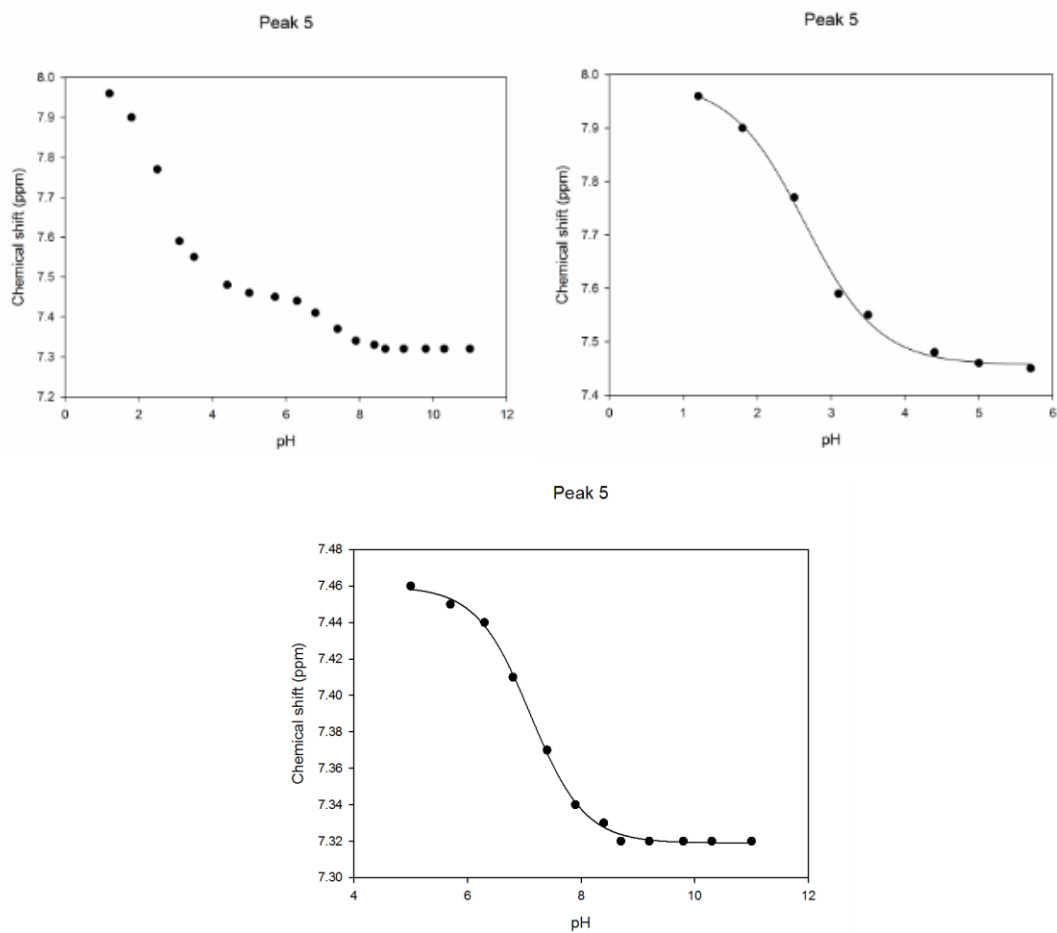 Peak 5
8.0
7.9
7.8
7.7
7.6
7.5
7.4
7.3
7.2
Chemical shift (ppm)
0 2 4 6 8 10 12
pH
Peak 5
8.0
7.9
7.8
7.7
7.6
7.5
7.4
Chemical shift (ppm)
0 1 2 3 4 5 6
pH
Peak 5
7.48
7.46
7.44
7.42
7.40
7.38
7.36
7.34
7.32
7.30
Chemical shift (ppm)
4 6 8 10 12
pH